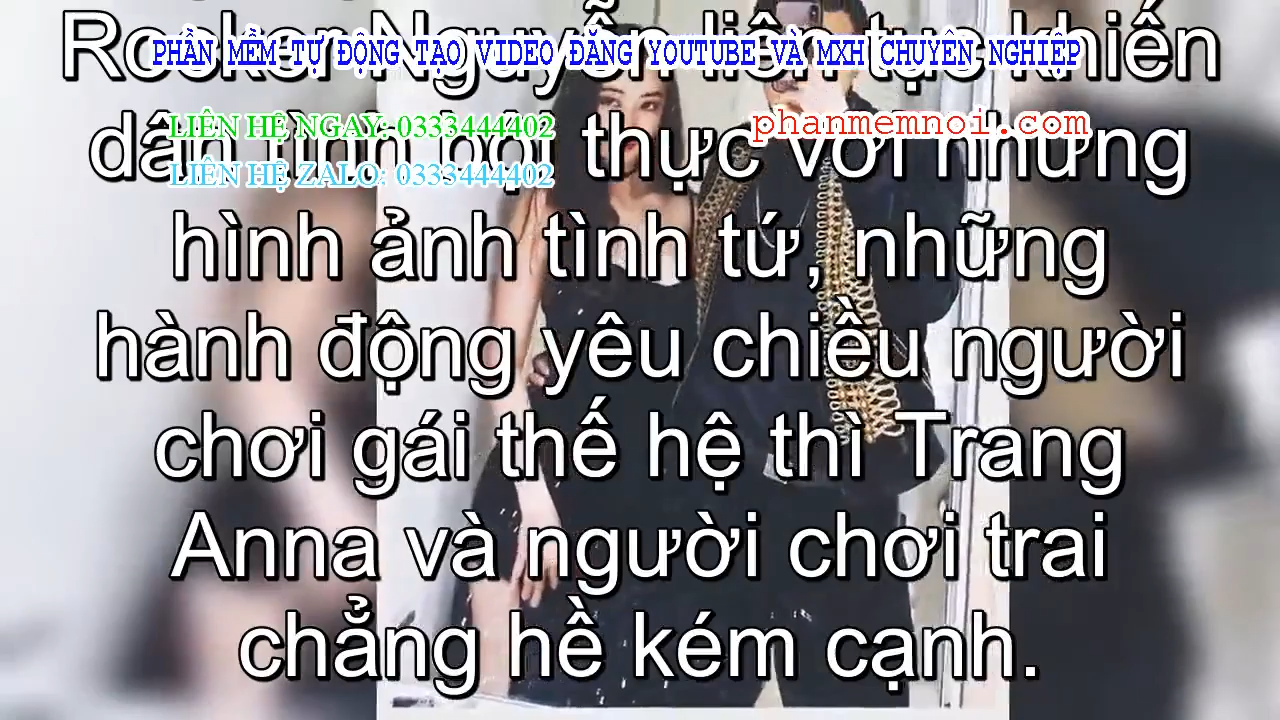 Rocker Nguyễn liên tục khiến
PHẦN MỀM TỰ ĐỘNG TẠO VIDEO ĐĂNG YOUTUBE VÀ MXH CHUYÊN NGHIỆP
LIÊN HỆ NGAY: 0333444402
phanmemnoi.com
dân tình bội thực với những
LIÊN HỆ ZALO: 0333444402
hình ảnh tình tứ, những
hành động yêu chiều người
chơi gái thế hệ thì Trang
Anna và người chơi trai
chẳng hề kém cạnh.